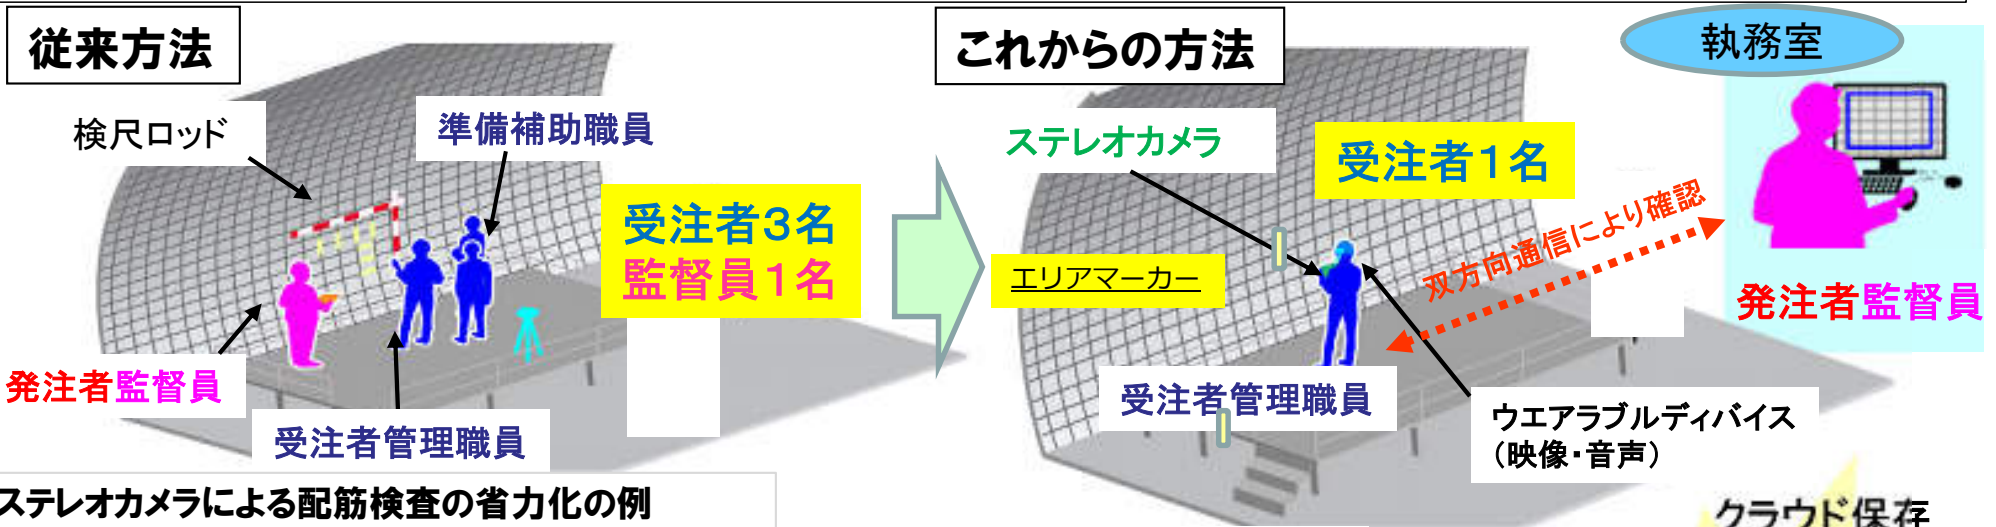 従来方法
検尺ロッド
準備補助職員
受注者3名
監督員1名
発注者監督員
受注者管理職員
ステレオカメラによる配筋検査の省力化の例
これからの方法
執務室
ステレオカメラ
受注者1名
エリアマーカー
双方向通信により確認
発注者監督員
受注者管理職員
ウエアラブルディバイス
(映像・音声)
クラウド保存